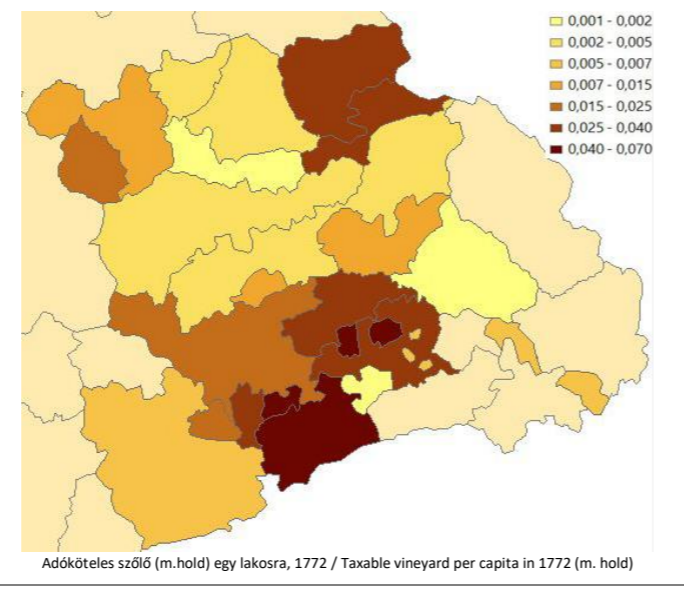 0,001 - 0,002
0,002 - 0,005
0,005 - 0,007
0,007 - 0,015
0,015 - 0,025
0,025 - 0,040
0,040 - 0,070
Adóköteles szőlő (m.hold) egy lakosra, 1772 / Taxable vineyard per capita in 1772 (m. hold)